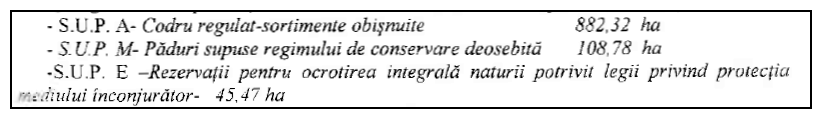 - S.U.P. A- Codru regulat-sortimente obişnuite 882,32 ha
- S.U.P. M- Păduri supuse regimului de conservare deosebită 108,78 ha
-S.U.P. E –Rezervaţii pentru ocrotirea integrală naturii potrivit legii privind protecţia
mediului înconjurător- 45,47 ha